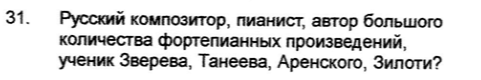 31. Русский композитор, пианист, автор большого
количества фортепианных произведений,
ученик Зверева, Танеева, Аренского, Зилоти?